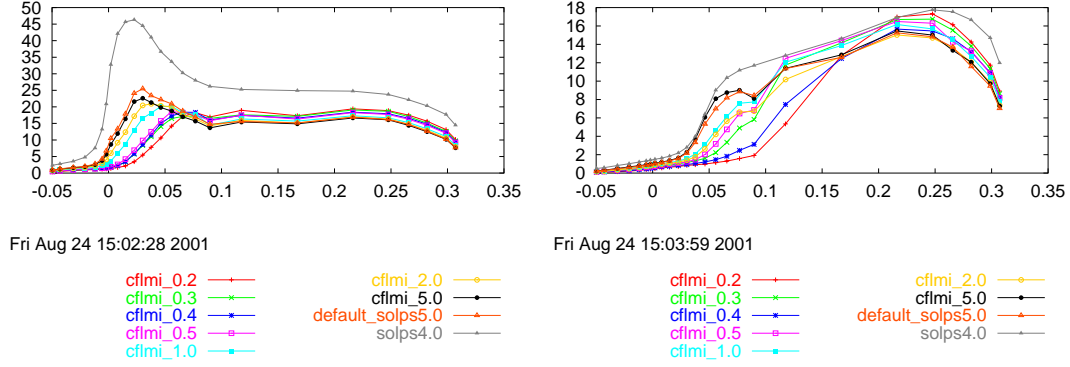 50
45
40
35
30
25
20
15
10
5
0
-0.05 0 0.05 0.1 0.15 0.2 0.25 0.3 0.35
Fri Aug 24 15:02:28 2001
cflmi_0.2
cflmi_0.3
cflmi_0.4
cflmi_0.5
cflmi_1.0
cflmi_2.0
cflmi_5.0
default_solps5.0
solps4.0
18
16
14
12
10
8
6
4
2
0
-0.05 0 0.05 0.1 0.15 0.2 0.25 0.3 0.35
Fri Aug 24 15:03:59 2001
cflmi_0.2
cflmi_0.3
cflmi_0.4
cflmi_0.5
cflmi_1.0
cflmi_2.0
cflmi_5.0
default_solps5.0
solps4.0